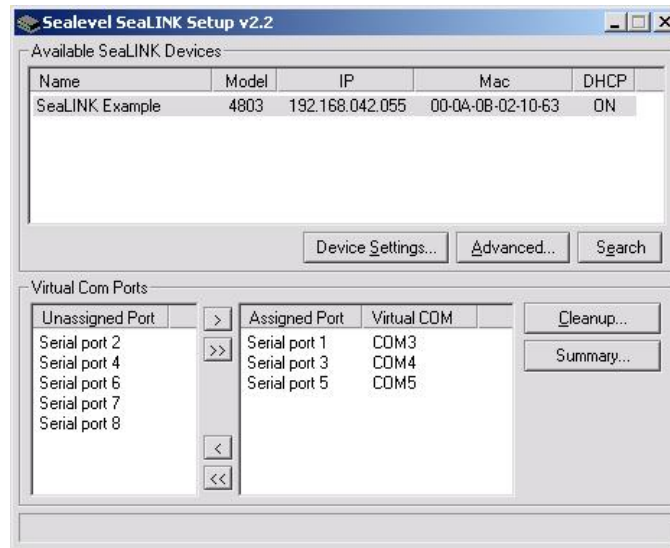 Sealevel SeaLINK Setup v2.2
Available SeaLINK Devices
Name Model IP Mac DHCP
SeaLINK Example 4803 192.168.042.055 00-0A-0B-02-10-63 ON
Device Settings... Advanced... Search
Virtual Com Ports
Unassigned Port > Assigned Port Virtual COM Cleanup...
Serial port 2 >> Serial port 1 COM3 Summary...
Serial port 4 Serial port 3 COM4
Serial port 6 Serial port 5 COM5
Serial port 7
Serial port 8
<
<<